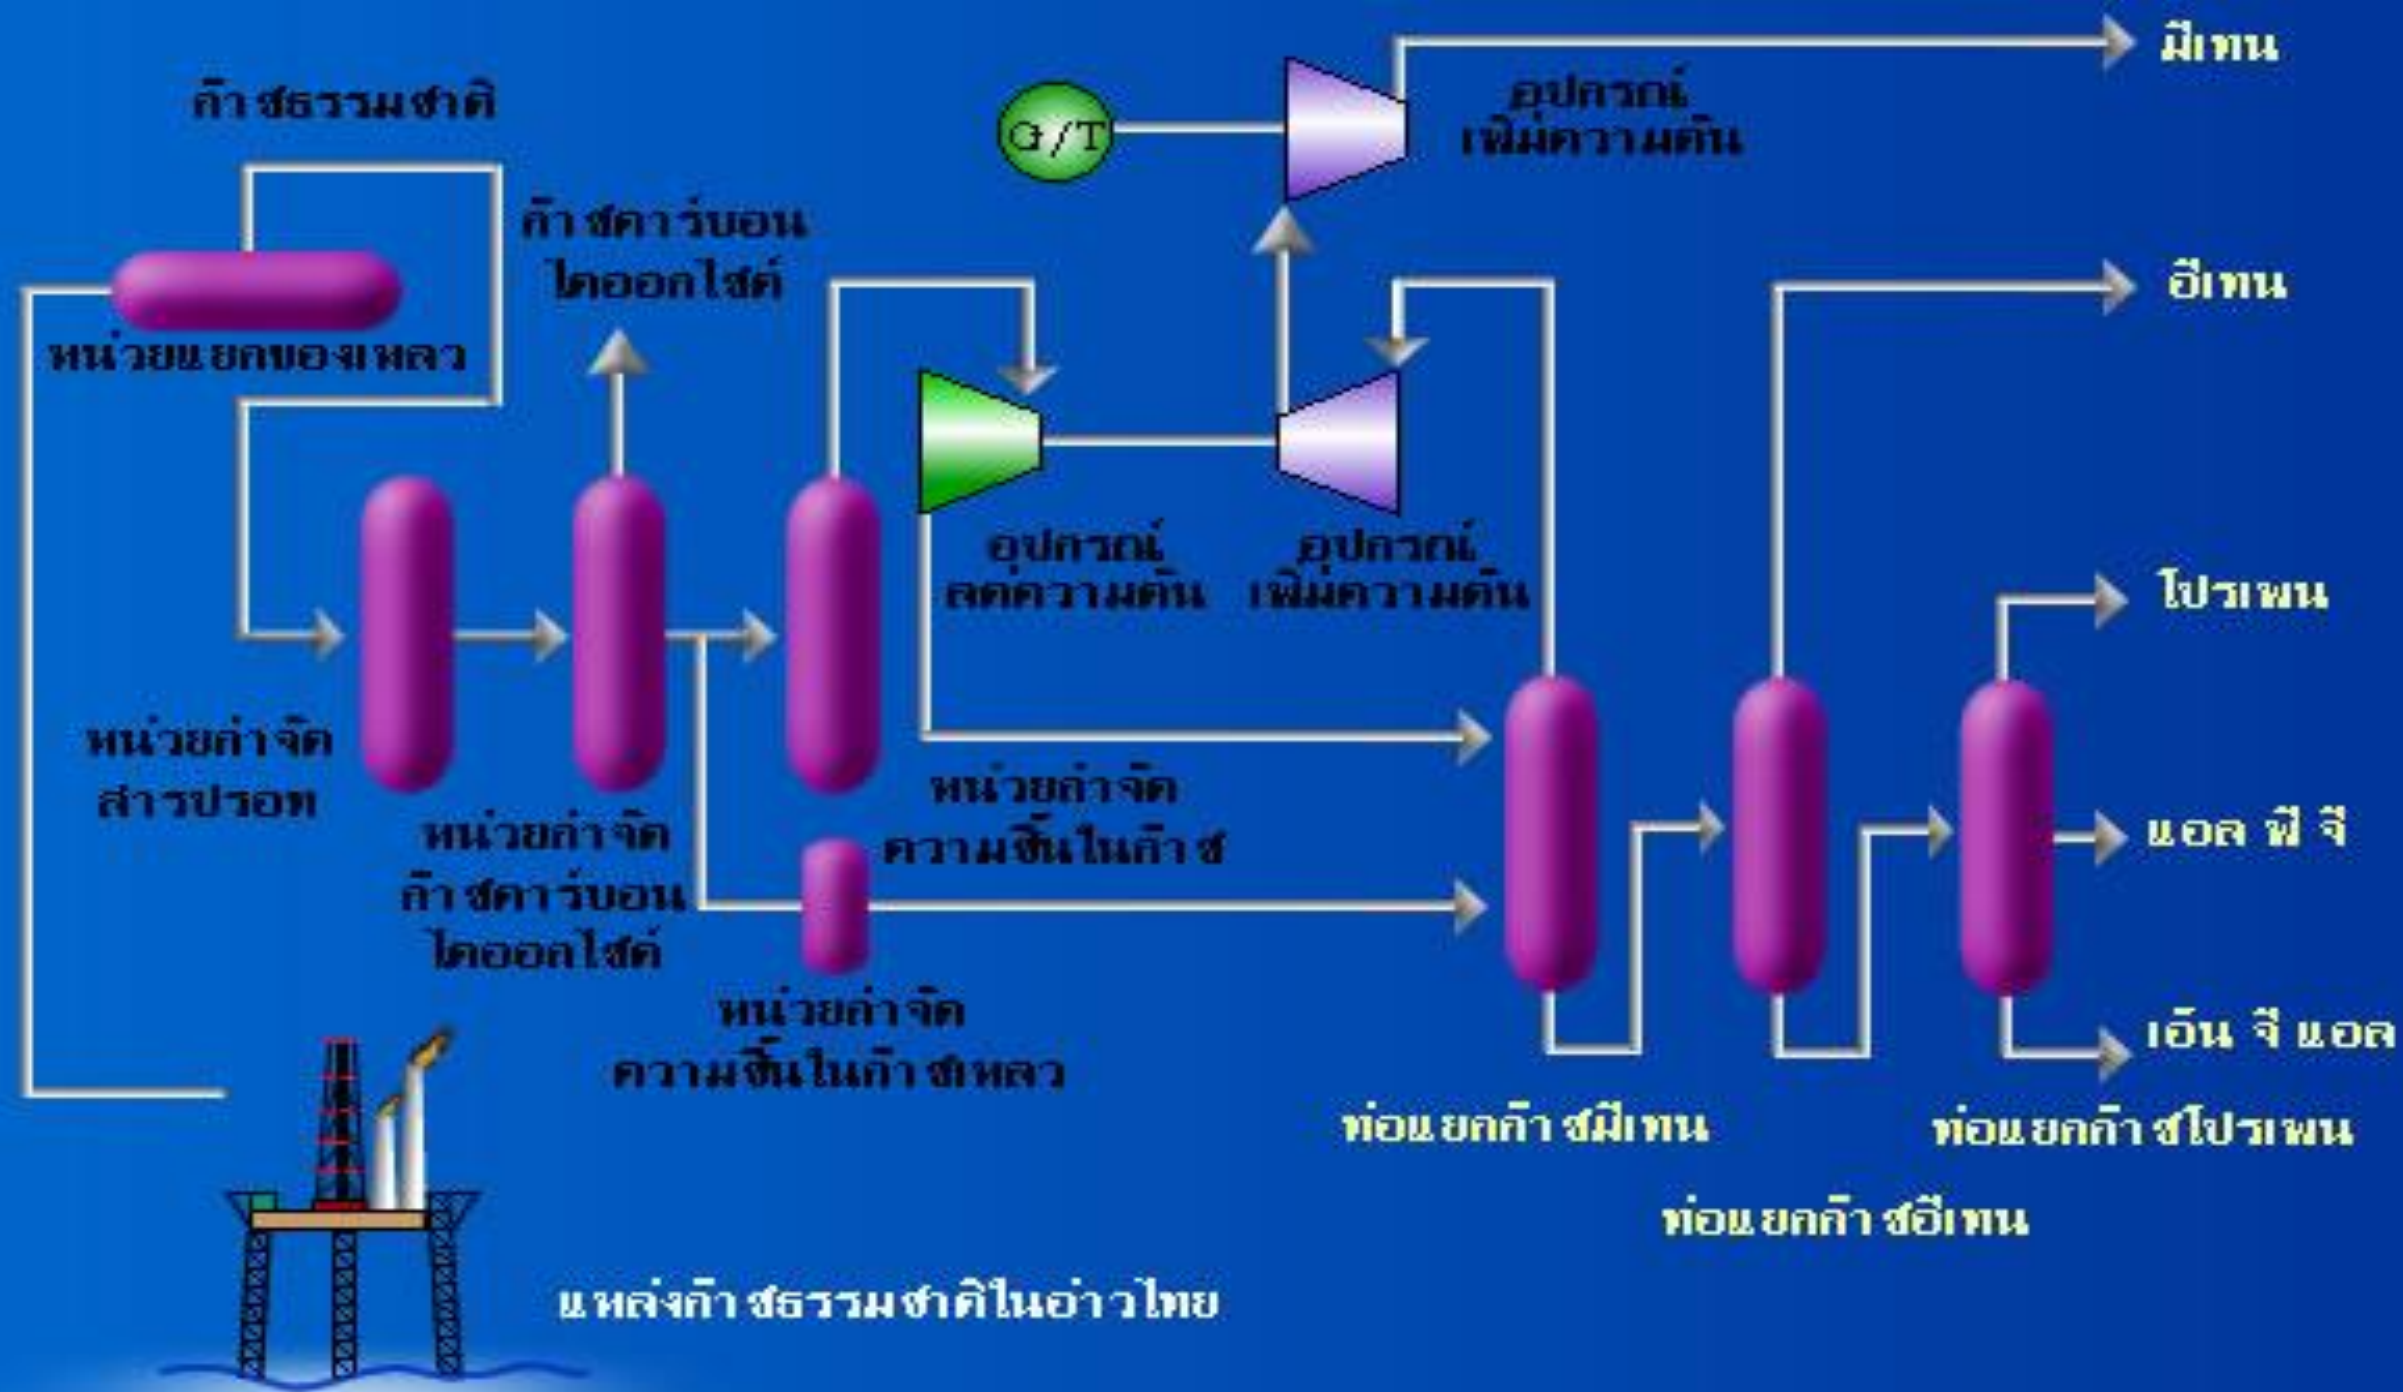 มีเทน
ก๊าซธรรมชาติ
อุปกรณ์
เพิ่มความดัน
G/T
ก๊าซคาร์บอน
ไดออกไซด์
อีเทน
หน่วยแยกของเหลว
อุปกรณ์
ลดความดัน
อุปกรณ์
เพิ่มความดัน
โปรเพน
หน่วยกำจัด
สารปรอท
หน่วยกำจัด
ก๊าซคาร์บอน
ไดออกไซด์
หน่วยกำจัด
ความชื้นในก๊าซ
แอล พี จี
หน่วยกำจัด
ความชื้นในก๊าซเหลว
เอ็น จี แอล
ท่อแยกก๊าซมีเทน
ท่อแยกก๊าซโปรเพน
ท่อแยกก๊าซอีเทน
แหล่งก๊าซธรรมชาติในอ่าวไทย